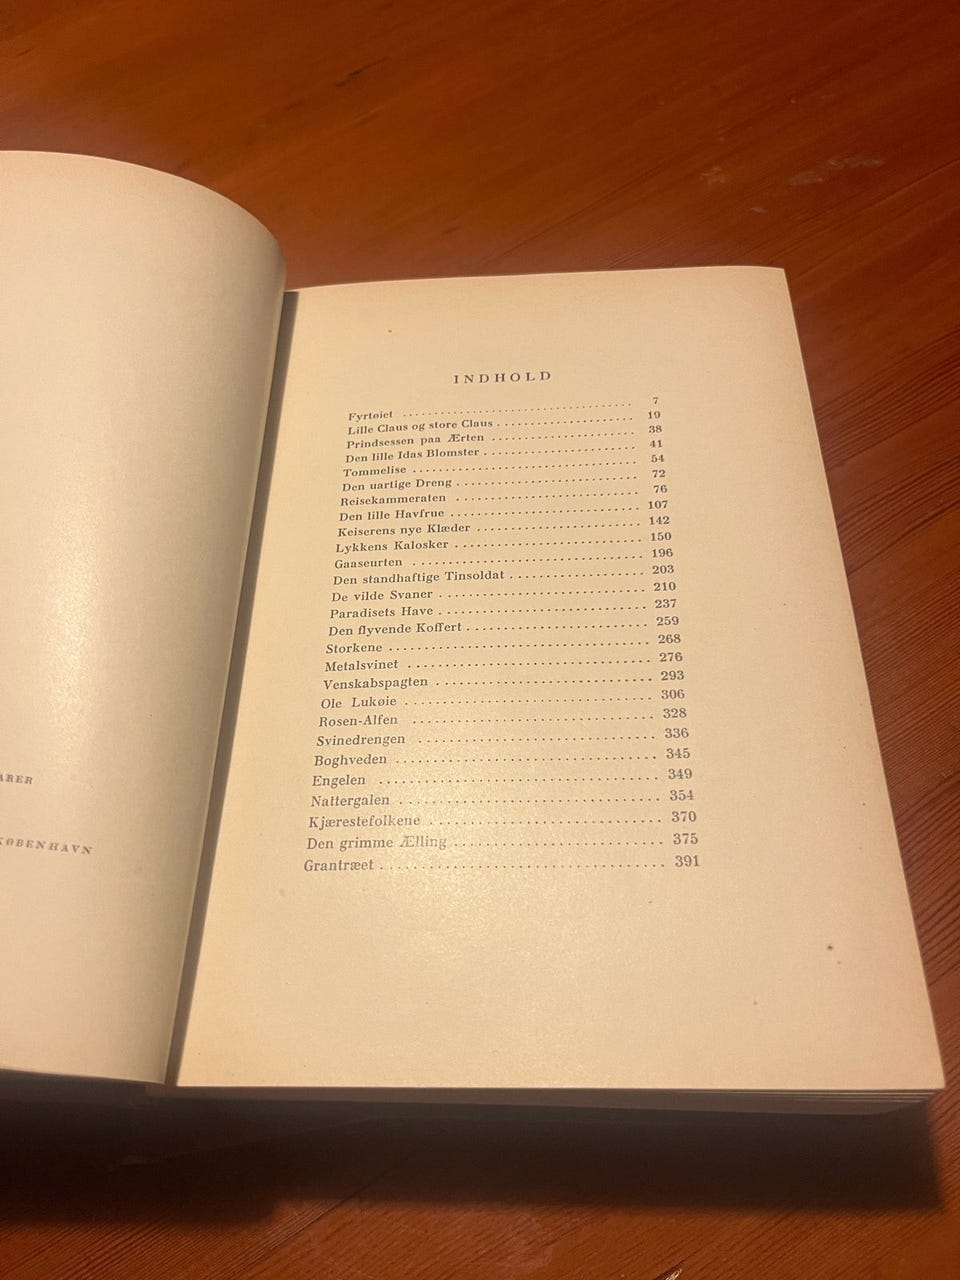 ARER
KØBENHAVN
INDHOLD
Fyrtøiet ........................................ 7
Lille Claus og store Claus ........................ 19
Prindsessen paa Ærten ........................ 38
Den lille Idas Blomster ........................ 41
Tommelise ........................................ 54
Den uartige Dreng ........................ 72
Reisekammeraten ........................ 76
Den lille Havfrue ........................ 107
Keiserens nye Klæder ........................ 142
Lykkens Kalosker ........................ 150
Gaaseurten ........................................ 196
Den standhaftige Tinsoldat ........................ 203
De vilde Svaner ........................ 210
Paradisets Have ........................ 237
Den flyvende Koffert ........................ 259
Storkene ........................................ 268
Metalsvinet ........................................ 276
Venskabspagten ........................ 293
Ole Lukøie ........................................ 306
Rosen-Alfen ........................................ 328
Svinedrengen ........................ 336
Boghveden ........................................ 345
Engelen ........................................ 349
Nattergalen ........................................ 354
Kjærestefolkene ........................ 370
Den grimme Ælling ........................ 375
Grantræet ........................................ 391